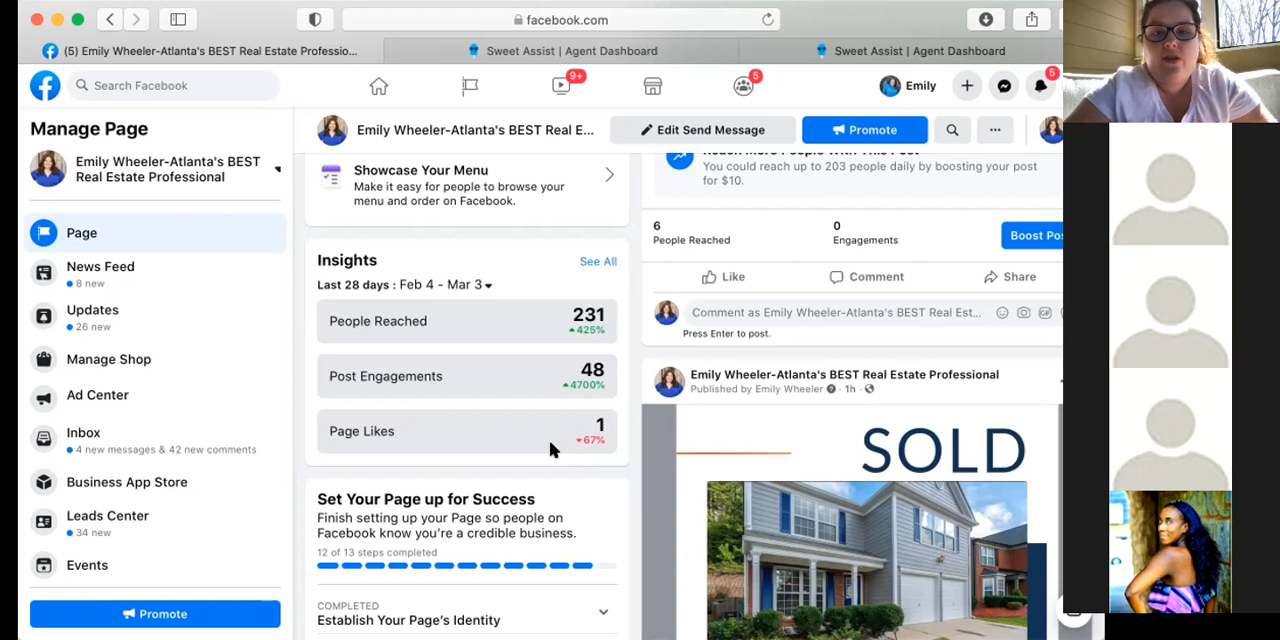 facebook.com
(5) Emily Wheeler-Atlanta's BEST Real Estate Professio...
Sweet Assist | Agent Dashboard
Sweet Assist | Agent Dashboard
Search Facebook
9+
5
Emily
5
Manage Page
Emily Wheeler-Atlanta's BEST
Real Estate Professional
Page
News Feed
8 new
Updates
26 new
Manage Shop
Ad Center
Inbox
4 new messages & 42 new comments
Business App Store
Leads Center
34 new
Events
Promote
Emily Wheeler-Atlanta's BEST Real E...
Edit Send Message
Promote
Showcase Your Menu
Make it easy for people to browse your
menu and order on Facebook.
Insights
See All
Last 28 days : Feb 4 - Mar 3
People Reached
231
425%
Post Engagements
48
4700%
Page Likes
1
67%
Set Your Page up for Success
Finish setting up your Page so people on
Facebook know you're a credible business.
12 of 13 steps completed
COMPLETED
Establish Your Page's Identity
Reach More People With This Post
You could reach up to 203 people daily by boosting your post
for $10.
6
People Reached
0
Engagements
Boost Pos
Like
Comment
Share
Comment as Emily Wheeler-Atlanta's BEST Real Est...
Press Enter to post.
Emily Wheeler-Atlanta's BEST Real Estate Professional
Published by Emily Wheeler · 1h ·
SOLD